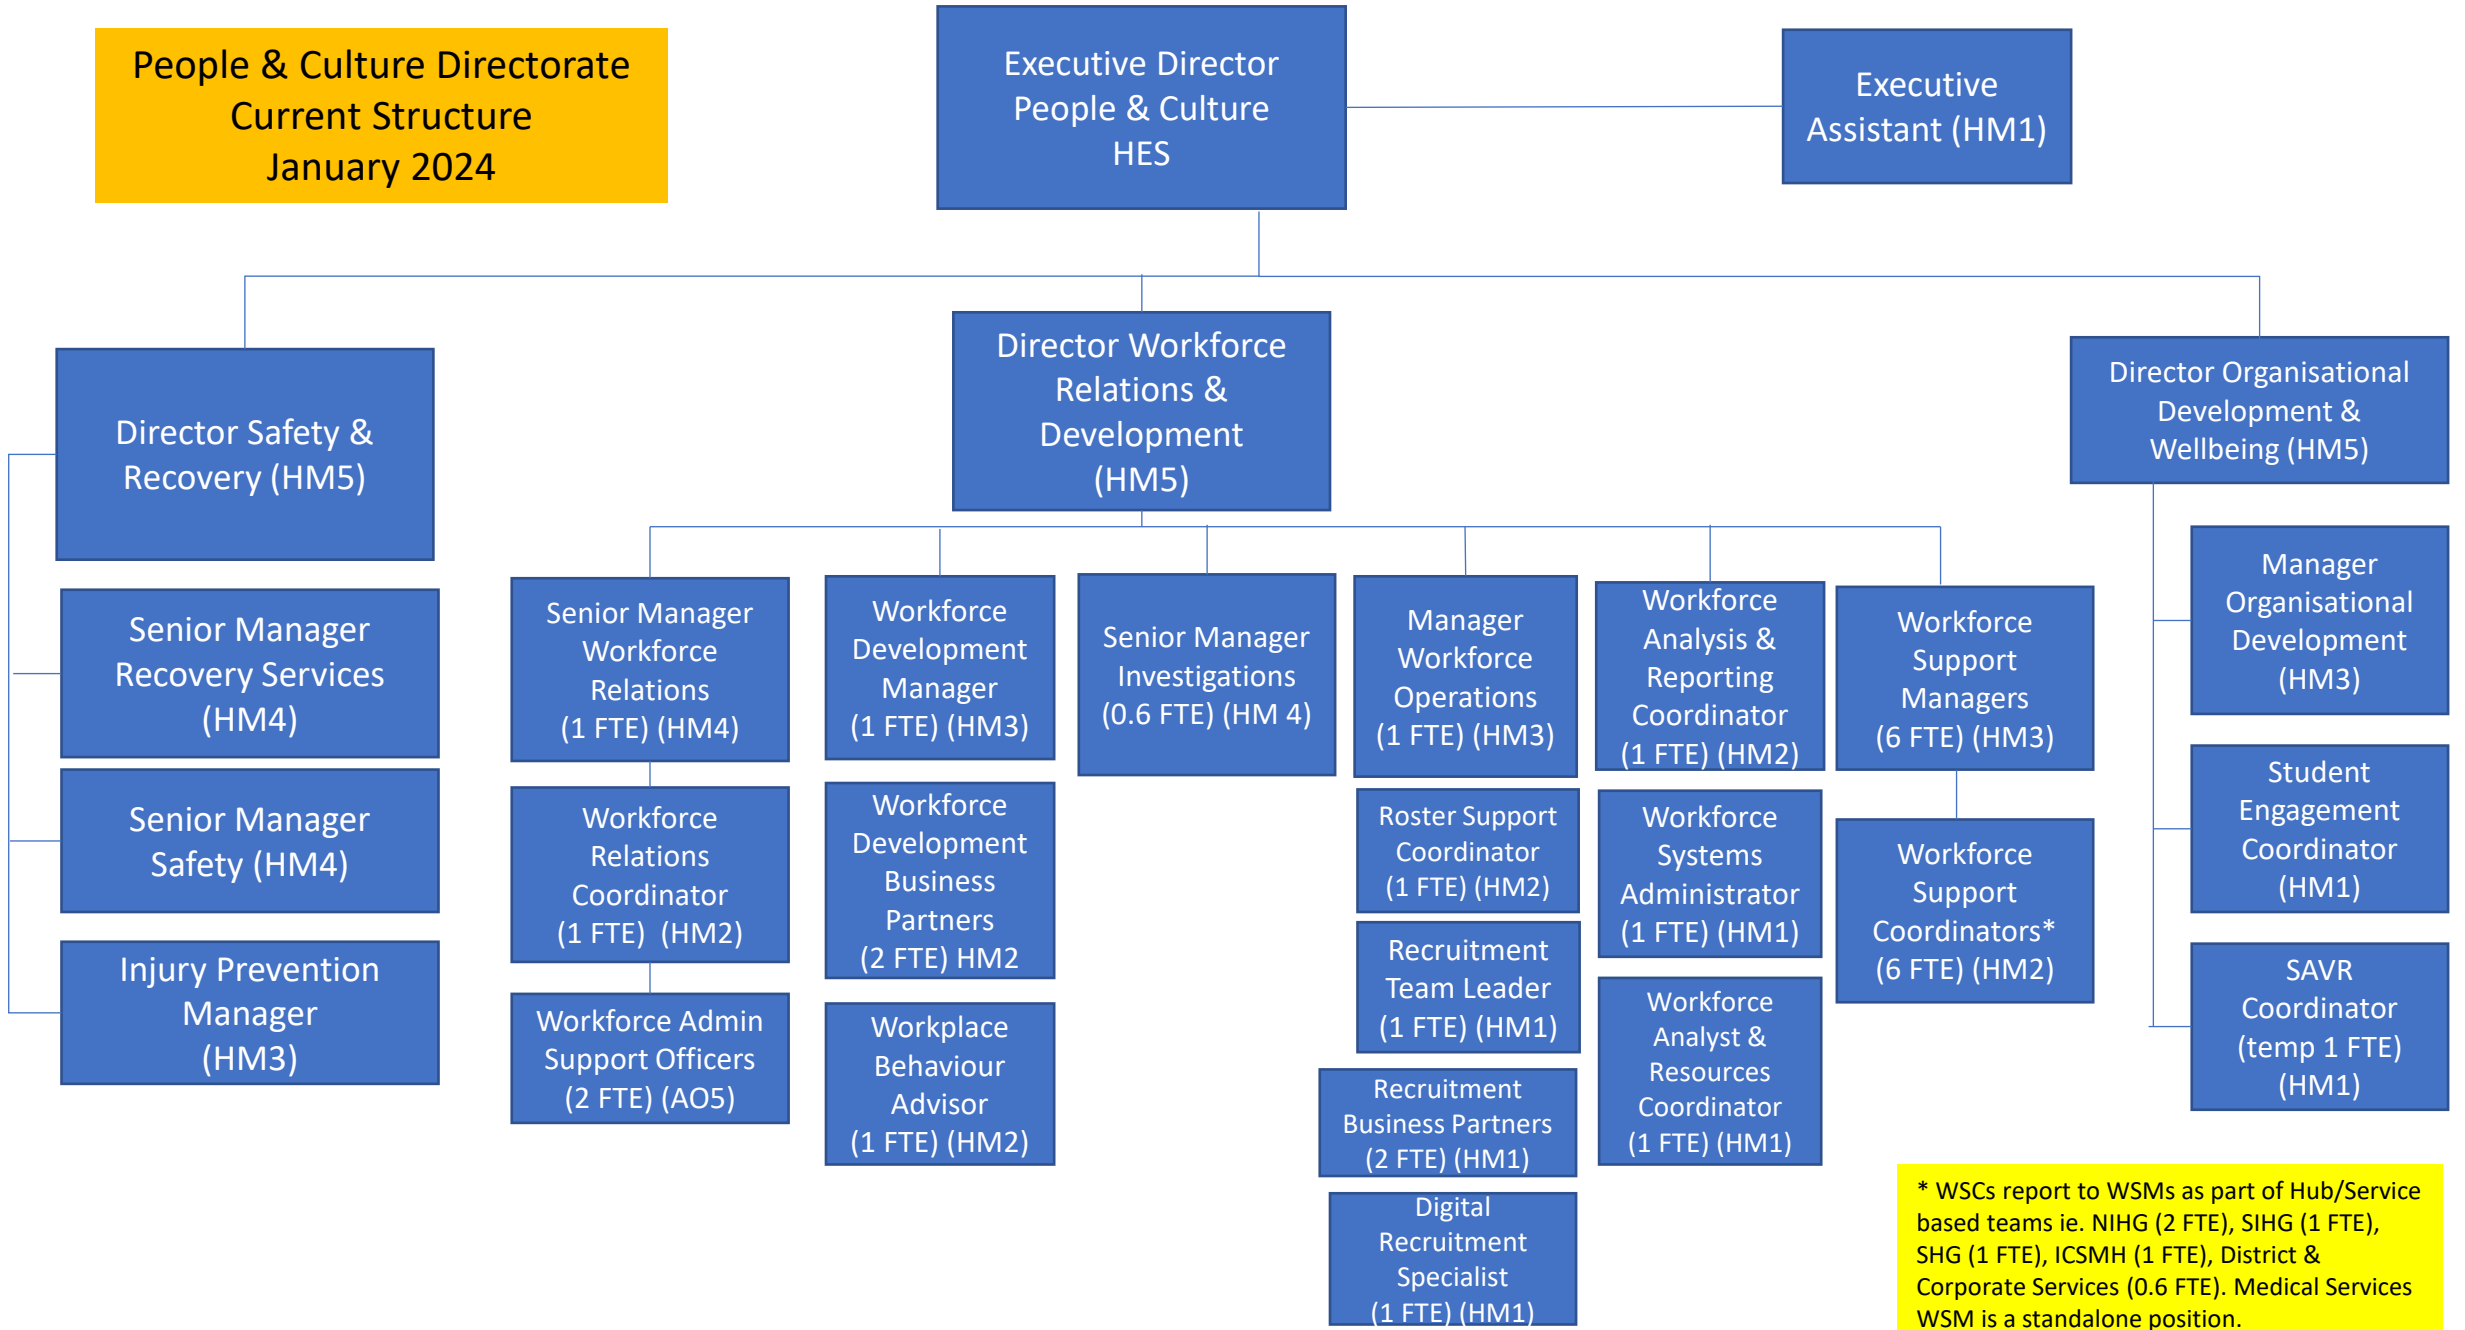 People & Culture Directorate
Current Structure
January 2024
Executive Director
People & Culture
HES
Executive
Assistant (HM1)
Director Safety &
Recovery (HM5)
Senior Manager
Recovery Services
(HM4)
Senior Manager
Safety (HM4)
Injury Prevention
Manager
(HM3)
Director Workforce
Relations &
Development
(HM5)
Senior Manager
Workforce
Relations
(1 FTE) (HM4)
Workforce
Relations
Coordinator
(1 FTE)  (HM2)
Workforce Admin
Support Officers
(2 FTE) (AO5)
Workforce
Development
Manager
(1 FTE) (HM3)
Workforce
Development
Business
Partners
(2 FTE) HM2
Workplace
Behaviour
Advisor
(1 FTE) (HM2)
Senior Manager
Investigations
(0.6 FTE) (HM 4)
Manager
Workforce
Operations
(1 FTE) (HM3)
Roster Support
Coordinator
(1 FTE) (HM2)
Recruitment
Team Leader
(1 FTE) (HM1)
Recruitment
Business Partners
(2 FTE) (HM1)
Digital
Recruitment
Specialist
(1 FTE) (HM1)
Workforce
Analysis &
Reporting
Coordinator
(1 FTE) (HM2)
Workforce
Systems
Administrator
(1 FTE) (HM1)
Workforce
Analyst &
Resources
Coordinator
(1 FTE) (HM1)
Workforce
Support
Managers
(6 FTE) (HM3)
Workforce
Support
Coordinators*
(6 FTE) (HM2)
Director Organisational
Development &
Wellbeing (HM5)
Manager
Organisational
Development
(HM3)
Student
Engagement
Coordinator
(HM1)
SAVR
Coordinator
(temp 1 FTE)
(HM1)
* WSCs report to WSMs as part of Hub/Service
based teams ie. NIHG (2 FTE), SIHG (1 FTE),
SHG (1 FTE), ICSMH (1 FTE), District &
Corporate Services (0.6 FTE). Medical Services
WSM is a standalone position.